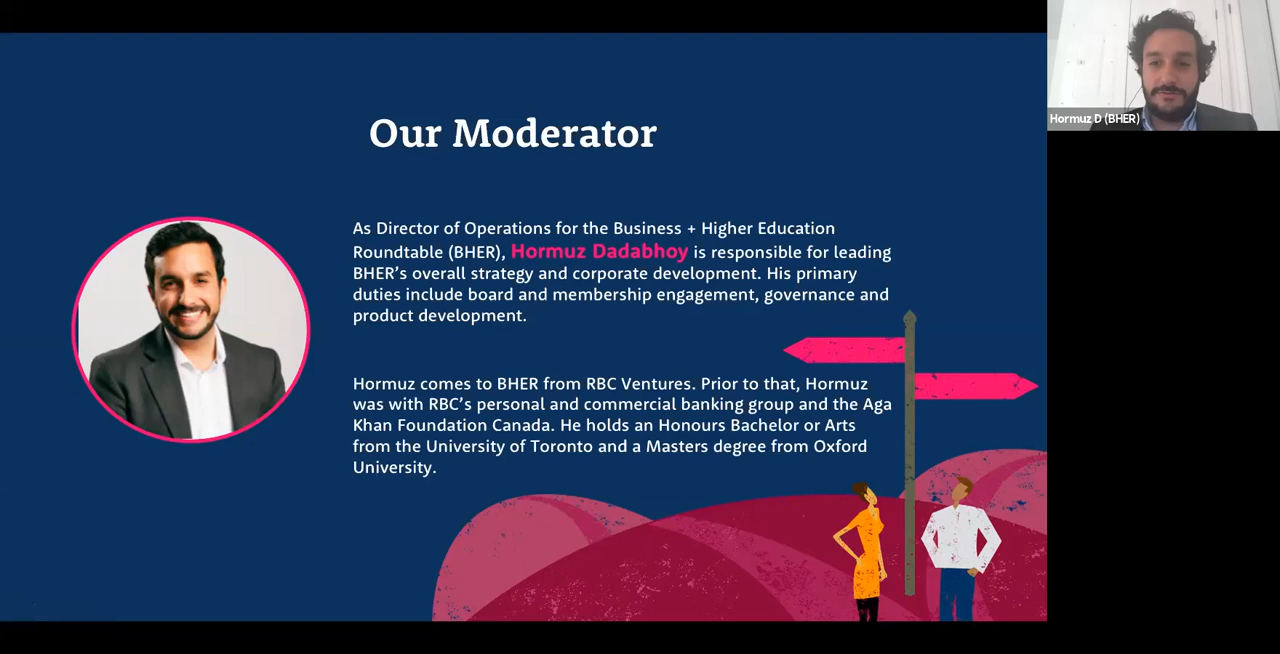 Our Moderator
As Director of Operations for the Business + Higher Education
Roundtable (BHER), Hormuz Dadabhoy is responsible for leading
BHER's overall strategy and corporate development. His primary
duties include board and membership engagement, governance and
product development.
Hormuz comes to BHER from RBC Ventures. Prior to that, Hormuz
was with RBC's personal and commercial banking group and the Aga
Khan Foundation Canada. He holds an Honours Bachelor or Arts
from the University of Toronto and a Masters degree from Oxford
University.
Hormuz D (BHER)